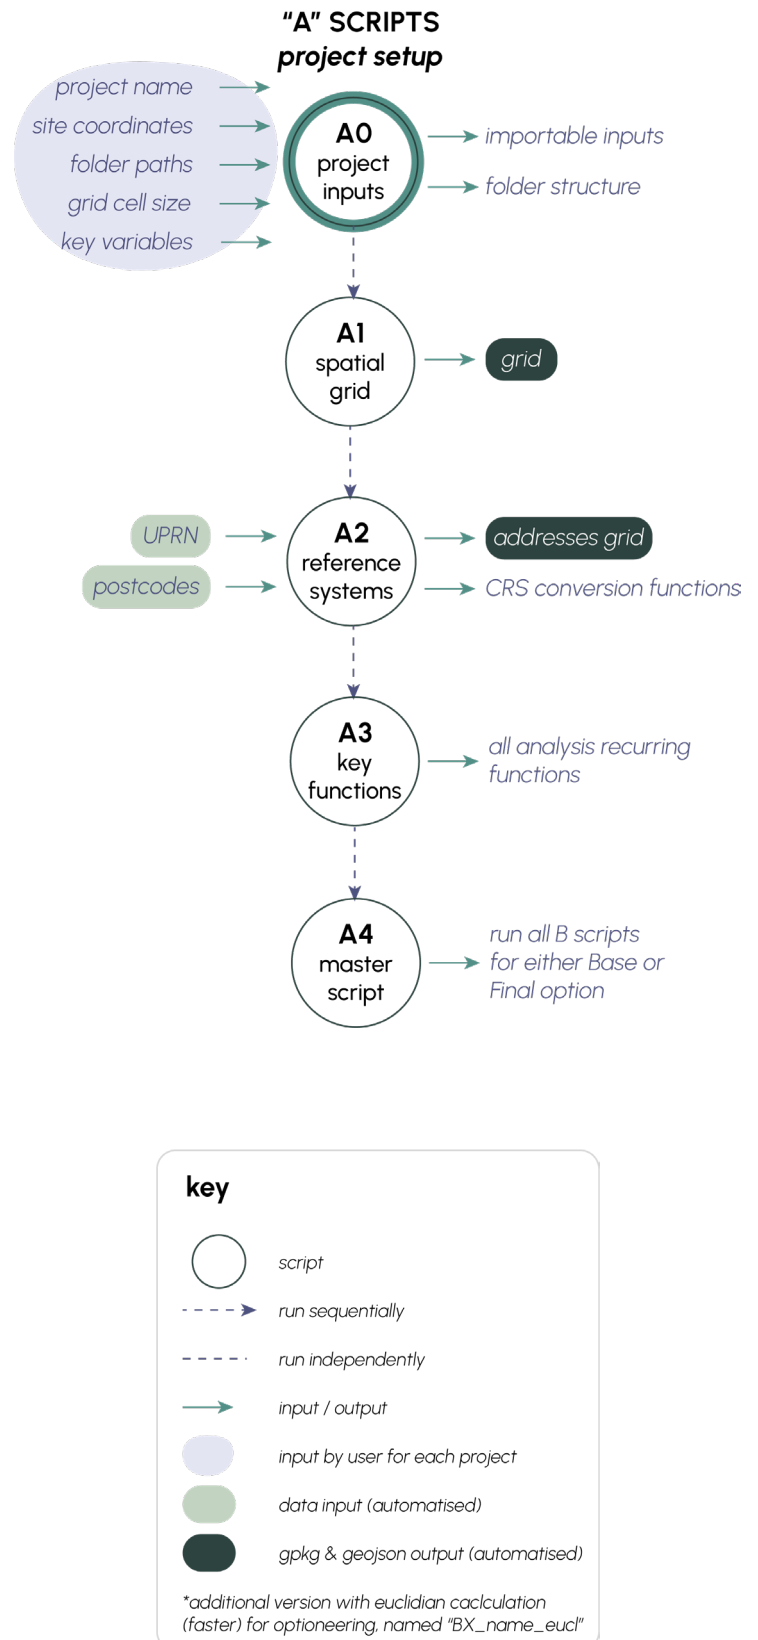 “A” SCRIPTS
project setup
project name
site coordinates
folder paths
grid cell size
key variables
A0
project
inputs
importable inputs
folder structure
A1
spatial
grid
grid
UPRN
postcodes
A2
reference
systems
addresses grid
CRS conversion functions
A3
key
functions
all analysis recurring
functions
A4
master
script
run all B scripts
for either Base or
Final option
key
script
run sequentially
run independently
input / output
input by user for each project
data input (automatised)
gpkg & geojson output (automatised)
*additional version with euclidian caclculation
(faster) for optioneering, named “BX_name_eucl”